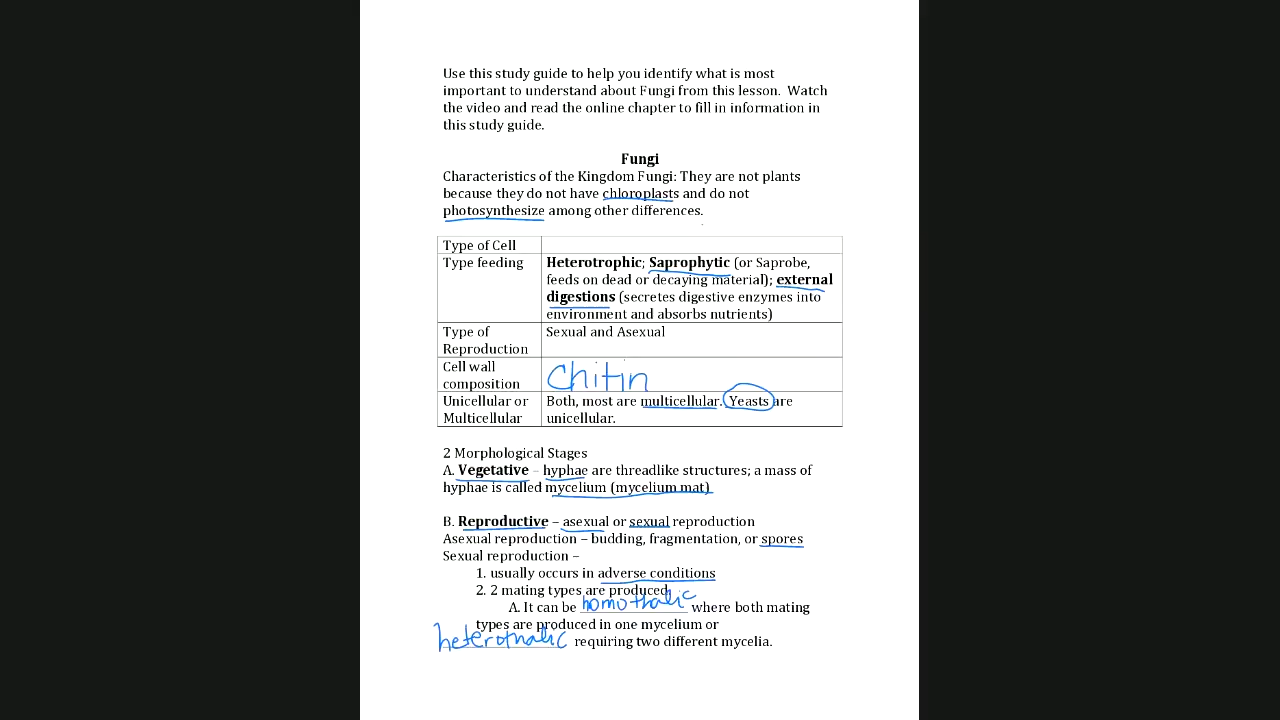 Use this study guide to help you identify what is most
important to understand about Fungi from this lesson.  Watch
the video and read the online chapter to fill in information in
this study guide.
Fungi
Characteristics of the Kingdom Fungi: They are not plants
because they do not have chloroplasts and do not
photosynthesize among other differences.
Type of Cell
Type feeding
Heterotrophic; Saprophytic (or Saprobe,
feeds on dead or decaying material); external
digestions (secretes digestive enzymes into
environment and absorbs nutrients)
Type of
Reproduction
Sexual and Asexual
Cell wall
composition
Chitin
Unicellular or
Multicellular
Both, most are multicellular. Yeasts are
unicellular.
2 Morphological Stages
A. Vegetative – hyphae are threadlike structures; a mass of
hyphae is called mycelium (mycelium mat)
B. Reproductive – asexual or sexual reproduction
Asexual reproduction – budding, fragmentation, or spores
Sexual reproduction –
1. usually occurs in adverse conditions
2. 2 mating types are produced
A. It can be homothalic where both mating
types are produced in one mycelium or
heterothalic requiring two different mycelia.